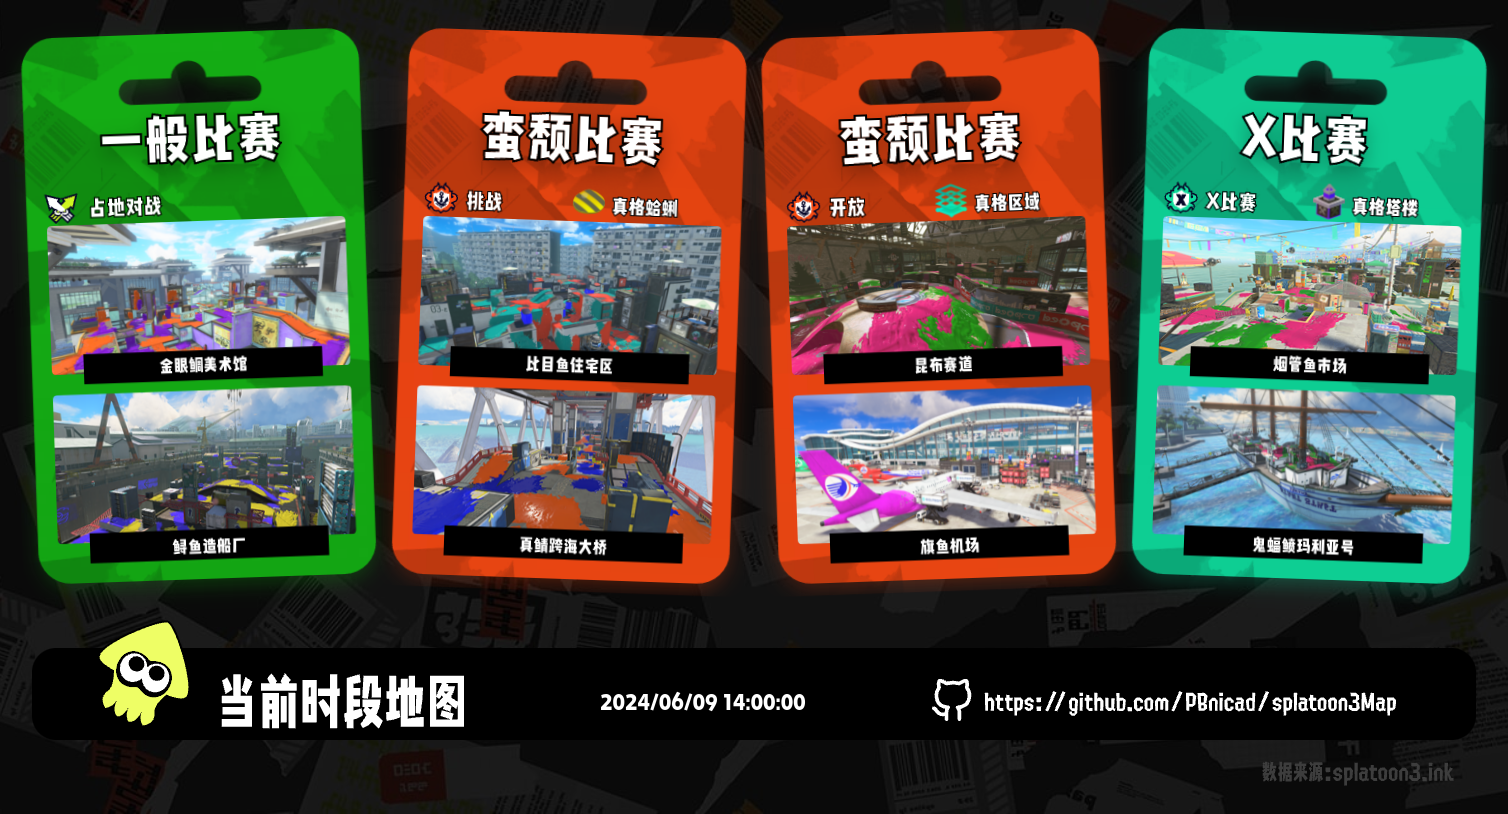 一般比赛
占地对战
金眼鲷美术馆
鲟鱼造船厂
蛮颓比赛
挑战
真格蛤蜊
比目鱼住宅区
真鲭跨海大桥
蛮颓比赛
开放
真格区域
昆布赛道
旗鱼机场
X比赛
X比赛
真格塔楼
烟管鱼市场
鬼蝠鲼玛利亚号
当前时段地图
2024/06/09 14:00:00
https://github.com/PBnicad/splatoon3Map
数据来源:splatoon3.ink